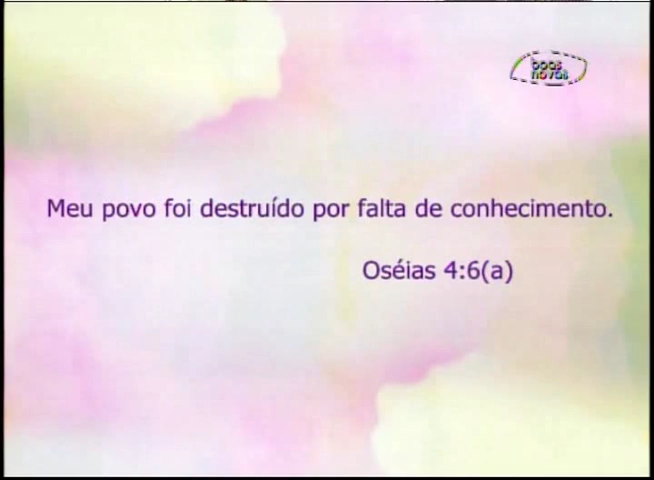 boas
novas
Meu povo foi destruído por falta de conhecimento.
Oséias 4:6(a)